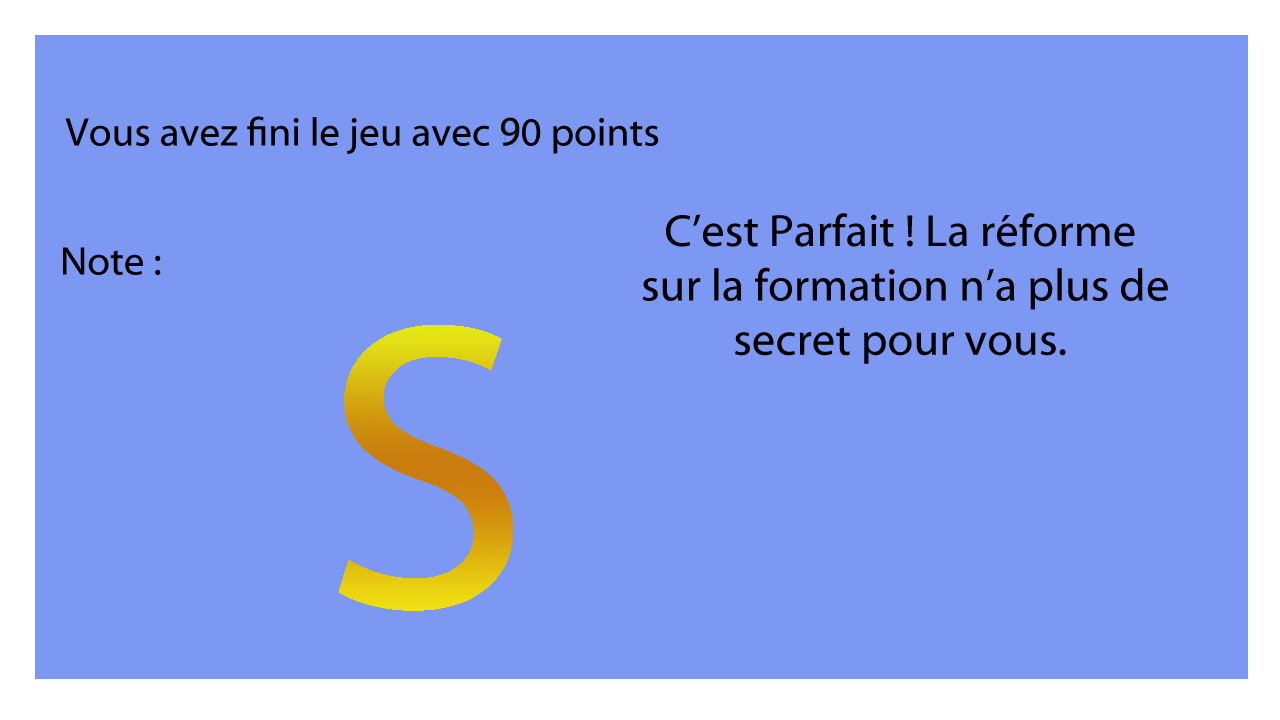 Vous avez fini le jeu avec 90 points
Note :
S
C’est Parfait ! La réforme
sur la formation n’a plus de
secret pour vous.